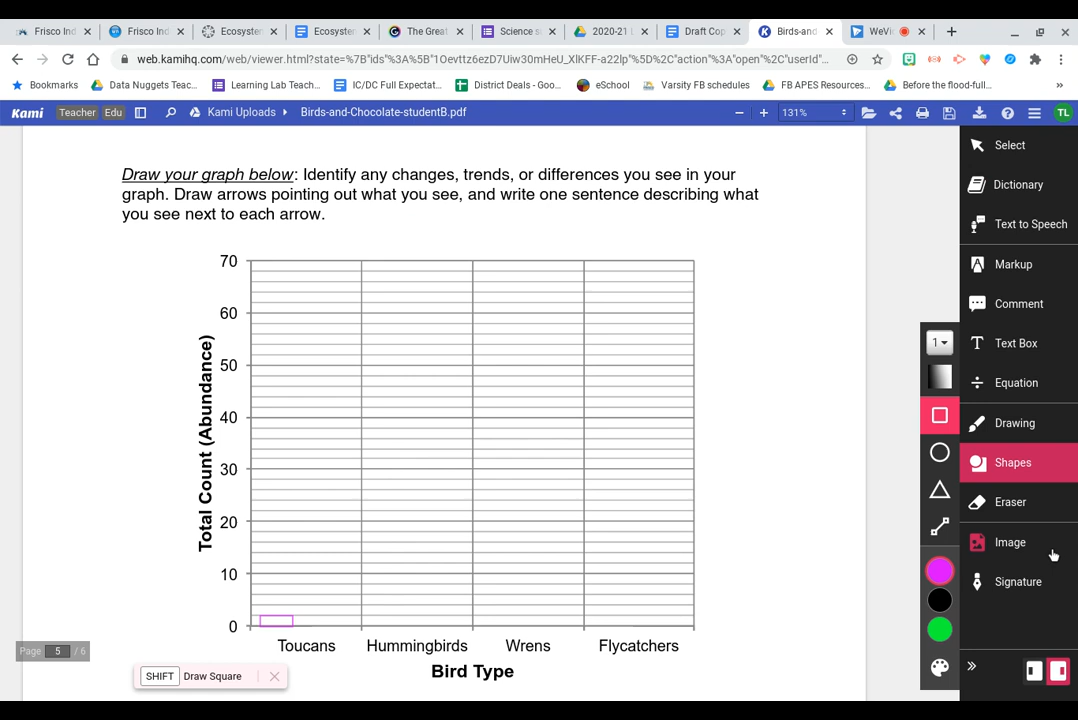 Frisco Ind
Frisco Ind
Ecosystem
Ecosystem
The Great
Science s
2020-21 L
Draft Cop
Birds-and
WeVi
web.kamihq.com/web/viewer.html?state=%7B"ids"%3A%5B"1Oevttz6ezD7Uiw30mHeU_XlKFF-a22lp"%5D%2C"action"%3A"open"%2C"userId"...
Bookmarks
Data Nuggets Teac...
Learning Lab Teach...
IC/DC Full Expectat...
District Deals - Goo...
eSchool
Varsity FB schedules
FB APES Resources...
Before the flood-full...
Kami
Teacher
Edu
Kami Uploads
Birds-and-Chocolate-studentB.pdf
131%
TL
Draw your graph below: Identify any changes, trends, or differences you see in your
graph. Draw arrows pointing out what you see, and write one sentence describing what
you see next to each arrow.
70
60
50
40
30
20
10
0
Total Count (Abundance)
Toucans
Hummingbirds
Wrens
Flycatchers
Bird Type
Page 5 / 6
SHIFT Draw Square
1
Select
Dictionary
Text to Speech
Markup
Comment
Text Box
Equation
Drawing
Shapes
Eraser
Image
Signature